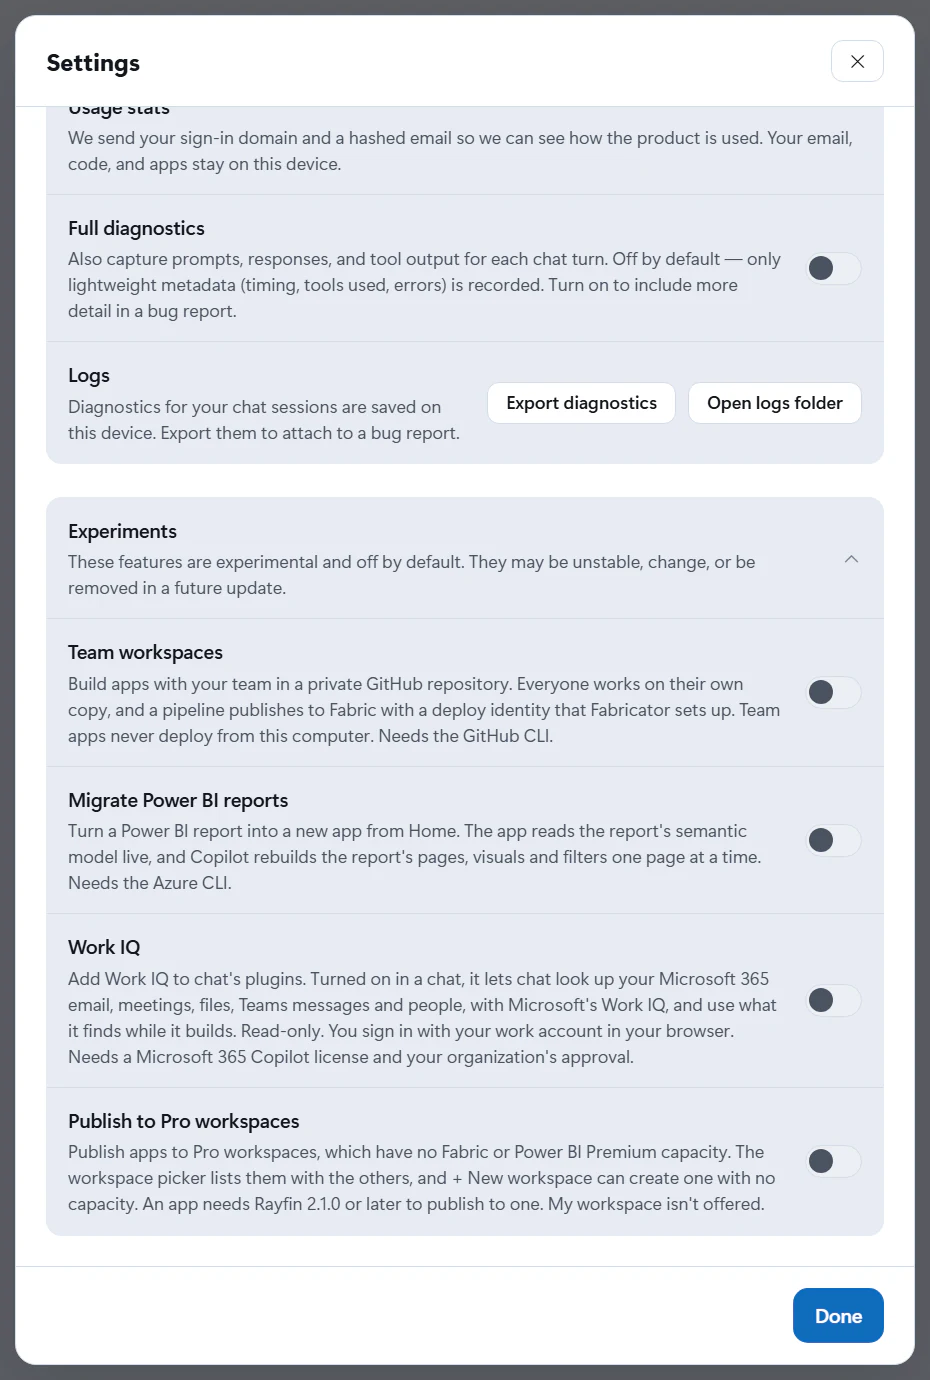 Settings
Usage stats
We send your sign-in domain and a hashed email so we can see how the product is used. Your email,
code, and apps stay on this device.
Full diagnostics
Also capture prompts, responses, and tool output for each chat turn. Off by default — only
lightweight metadata (timing, tools used, errors) is recorded. Turn on to include more
detail in a bug report.
Logs
Diagnostics for your chat sessions are saved on
this device. Export them to attach to a bug report.
Export diagnostics
Open logs folder
Experiments
These features are experimental and off by default. They may be unstable, change, or be
removed in a future update.
Team workspaces
Build apps with your team in a private GitHub repository. Everyone works on their own
copy, and a pipeline publishes to Fabric with a deploy identity that Fabricator sets up. Team
apps never deploy from this computer. Needs the GitHub CLI.
Migrate Power BI reports
Turn a Power BI report into a new app from Home. The app reads the report's semantic
model live, and Copilot rebuilds the report's pages, visuals and filters one page at a time.
Needs the Azure CLI.
Work IQ
Add Work IQ to chat's plugins. Turned on in a chat, it lets chat look up your Microsoft 365
email, meetings, files, Teams messages and people, with Microsoft's Work IQ, and use what
it finds while it builds. Read-only. You sign in with your work account in your browser.
Needs a Microsoft 365 Copilot license and your organization's approval.
Publish to Pro workspaces
Publish apps to Pro workspaces, which have no Fabric or Power BI Premium capacity. The
workspace picker lists them with the others, and + New workspace can create one with no
capacity. An app needs Rayfin 2.1.0 or later to publish to one. My workspace isn't offered.
Done